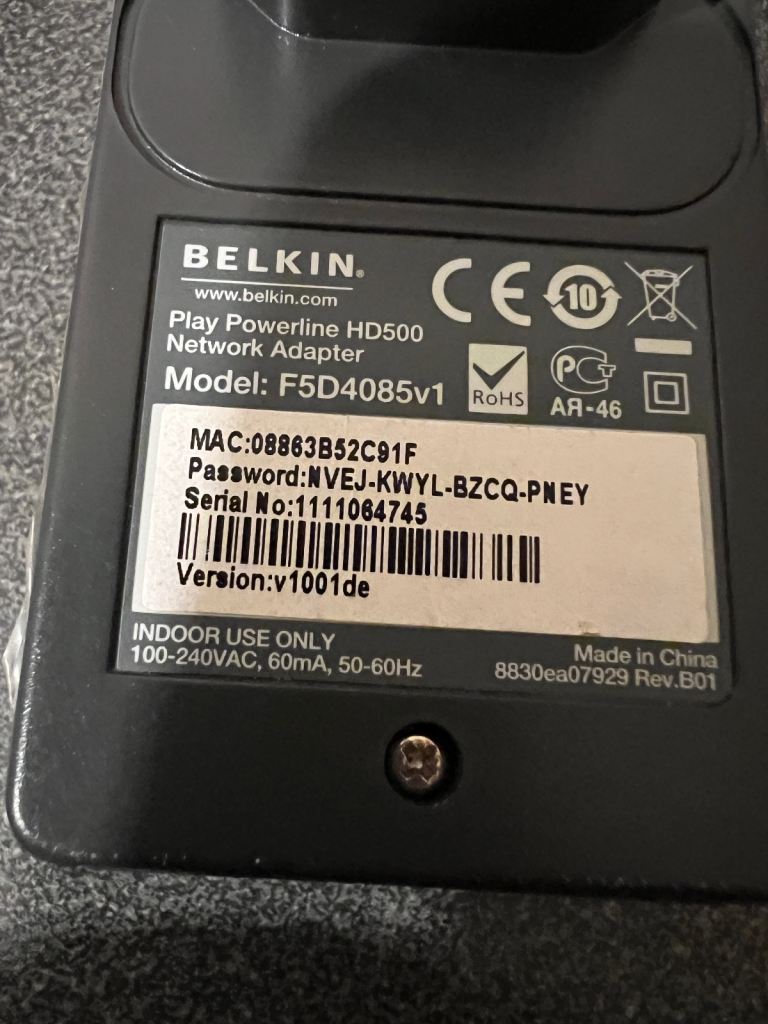 BELKIN®
www.belkin.com
Play Powerline HD500
Network Adapter
Model: F5D4085v1
CE
10
RoHS
РСТ
АЯ-46
MAC:08863B52C91F
Password:NVEJ-KWYL-BZCQ-PNEY
Serial No:1111064745
Version:v1001de
INDOOR USE ONLY
100-240VAC, 60mA, 50-60Hz
Made in China
8830ea07929 Rev.B01